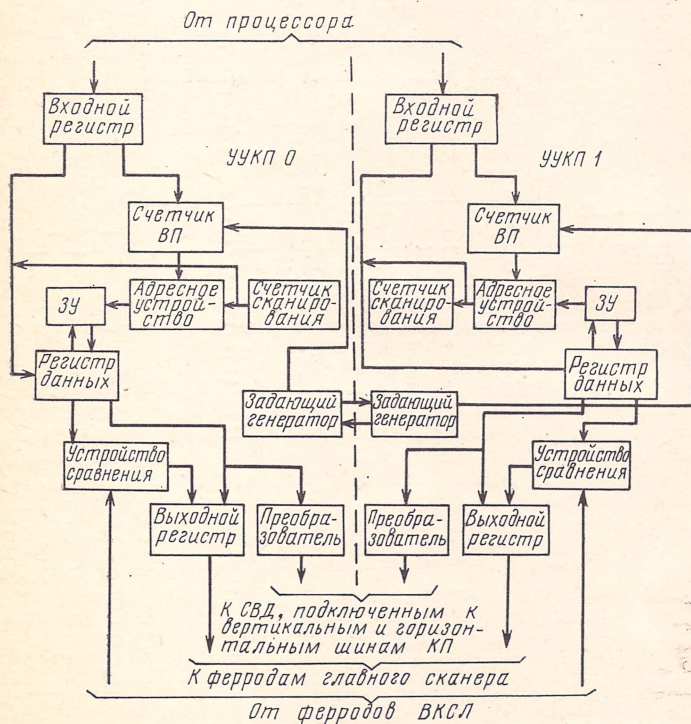 От процессора
Входной
регистр
Входной
регистр
УУКП 0
УУКП 1
Счетчик
ВП
Счетчик
ВП
ЗУ
Адресное
устрой-
ство
Счетчик
сканиро-
вания
Счетчик
сканиро-
вания
Адресное
устрой-
ство
ЗУ
Регистр
данных
Регистр
данных
Задающий
генератор
Задающий
генератор
Устройство
сравнения
Устройство
сравнения
Выходной
регистр
Преобра-
зователь
Преобра-
зователь
Выходной
регистр
К СВД, подключенным к
вертикальным и горизон-
тальным шинам КП
К ферродам главного сканера
От ферродов ВКСЛ